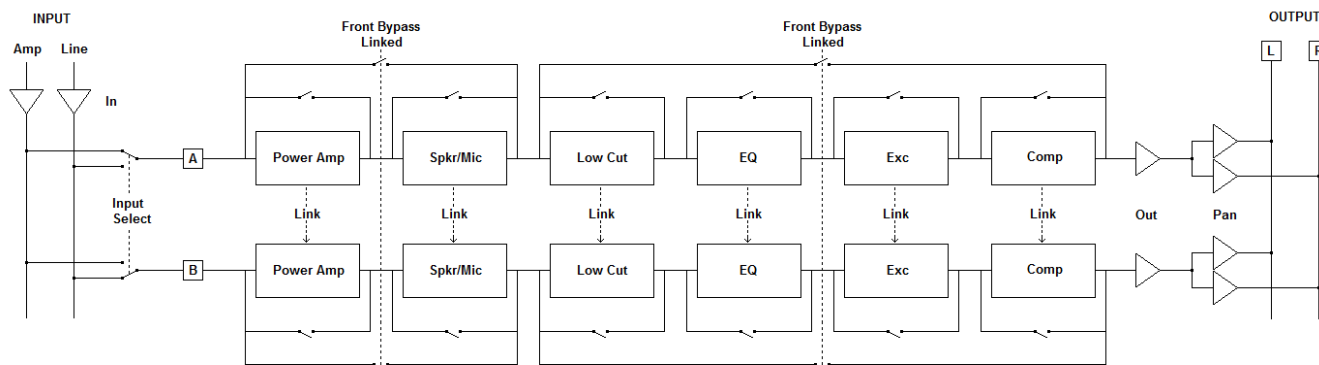 INPUT
Front Bypass
Linked
Front Bypass
Linked
OUTPUT
Amp
Line
L
In
A
Power Amp
Spkr/Mic
Low Cut
EQ
Exc
Comp
Input
Select
Link
Link
Link
Link
Link
Link
Out
Pan
B
Power Amp
Spkr/Mic
Low Cut
EQ
Exc
Comp